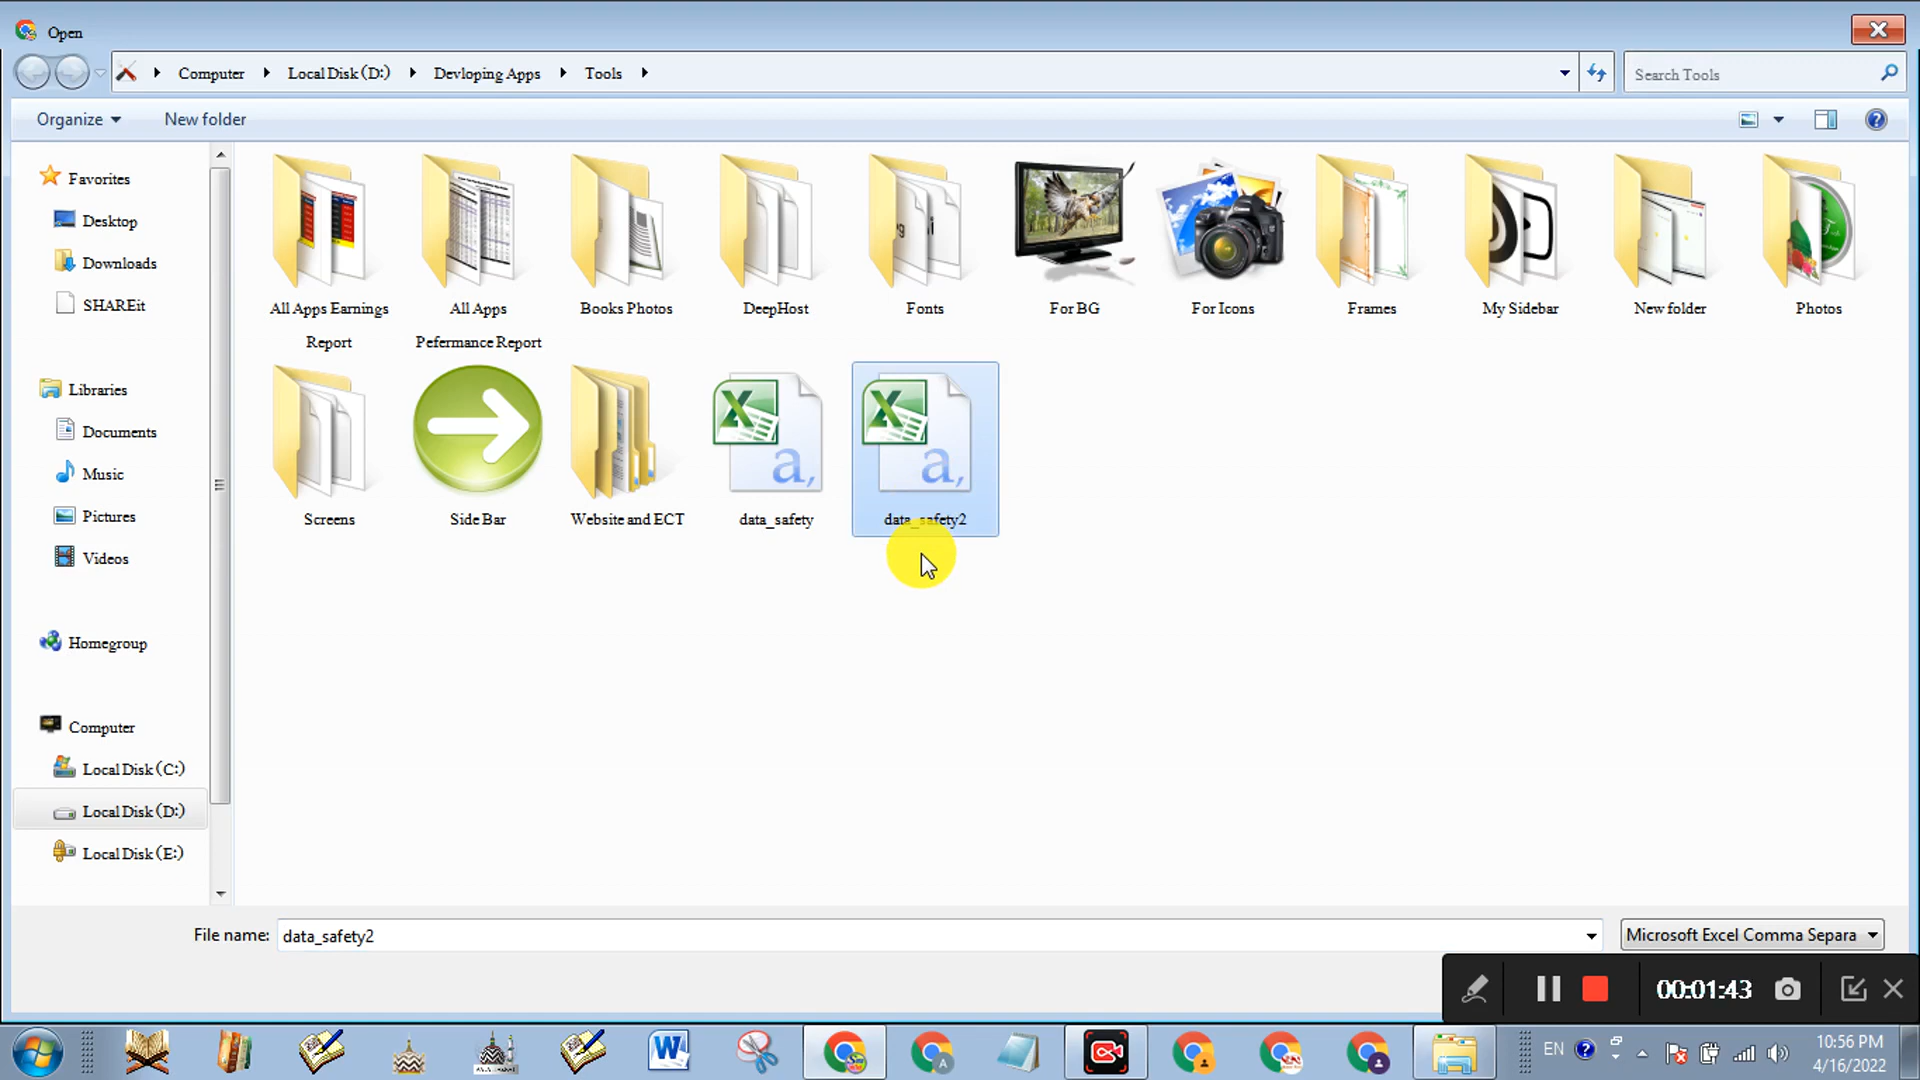 Open
Computer
Local Disk (D:)
Devloping Apps
Tools
Search Tools
Organize
New folder
Favorites
Desktop
Downloads
SHAREit
Libraries
Documents
Music
Pictures
Videos
Homegroup
Computer
Local Disk (C:)
Local Disk (D:)
Local Disk (E:)
All Apps Earnings
Report
All Apps
Pefermance Report
Books Photos
DeepHost
Fonts
For BG
For Icons
Frames
My Sidebar
New folder
Photos
Screens
Side Bar
Website and ECT
data_safety
data_safety2
File name:
data_safety2
Microsoft Excel Comma Separa
00:01:43
EN
10:56 PM
4/16/2022